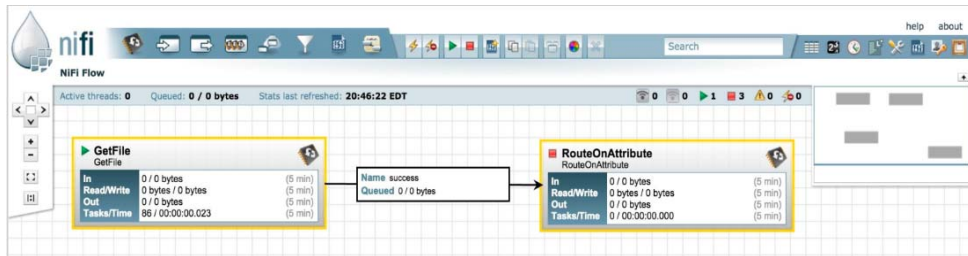 nifi
Search
help about
NiFi Flow
Active threads: 0 Queued: 0 / 0 bytes Stats last refreshed: 20:46:22 EDT 0 0 1 3 0 0
GetFile
GetFile
In 0 / 0 bytes (5 min)
Read/Write 0 bytes / 0 bytes (5 min)
Out 0 / 0 bytes (5 min)
Tasks/Time 86 / 00:00:00.023 (5 min)
Name success
Queued 0 / 0 bytes
RouteOnAttribute
RouteOnAttribute
In 0 / 0 bytes (5 min)
Read/Write 0 bytes / 0 bytes (5 min)
Out 0 / 0 bytes (5 min)
Tasks/Time 0 / 00:00:00.000 (5 min)